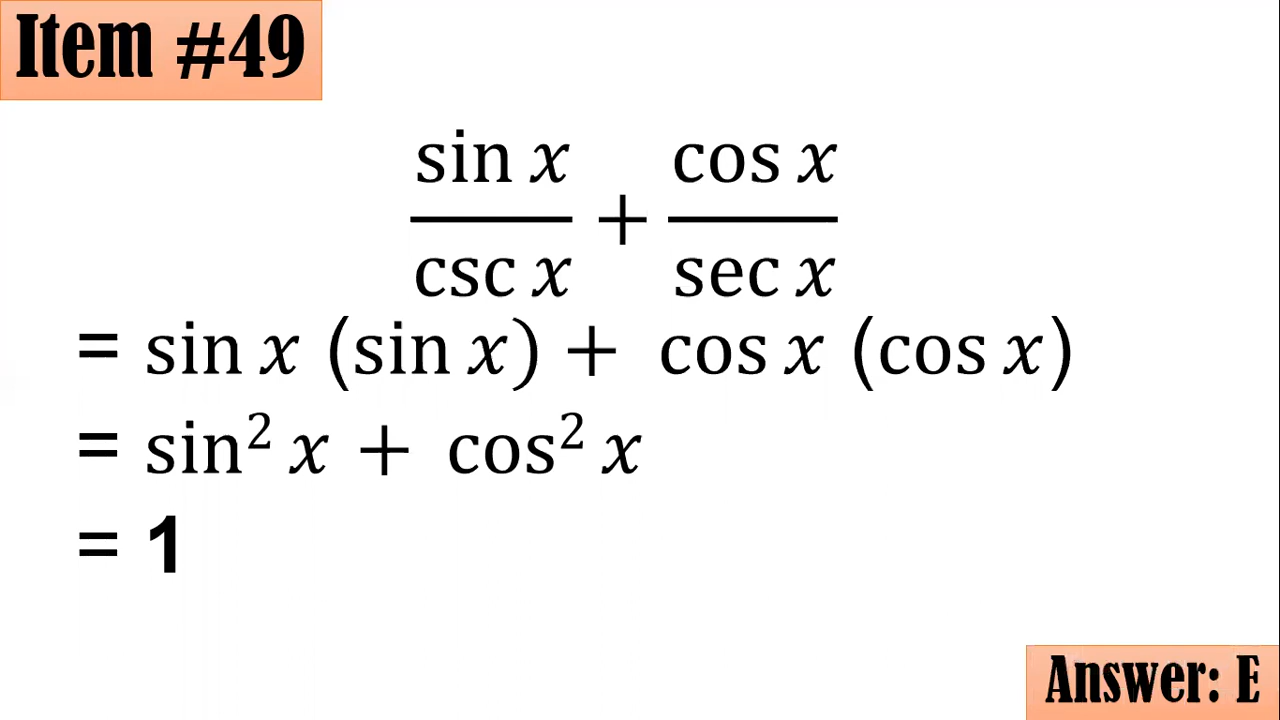 Item #49
sin x / csc x + cos x / sec x
= sin x (sin x) + cos x (cos x)
= sin² x + cos² x
= 1
Answer: E